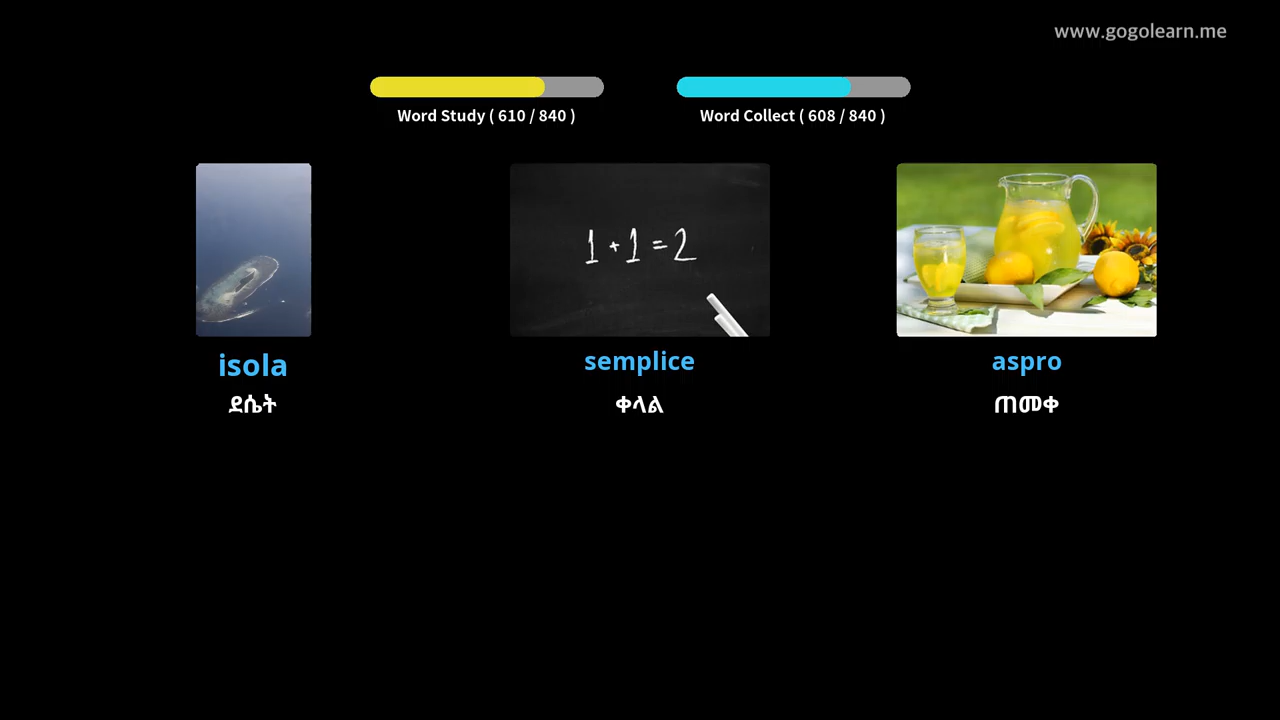 www.gogolearn.me
Word Study ( 610 / 840 )
Word Collect ( 608 / 840 )
1 + 1 = 2
isola
semplice
aspro
ደሴት
ቀላል
ጠመቀ